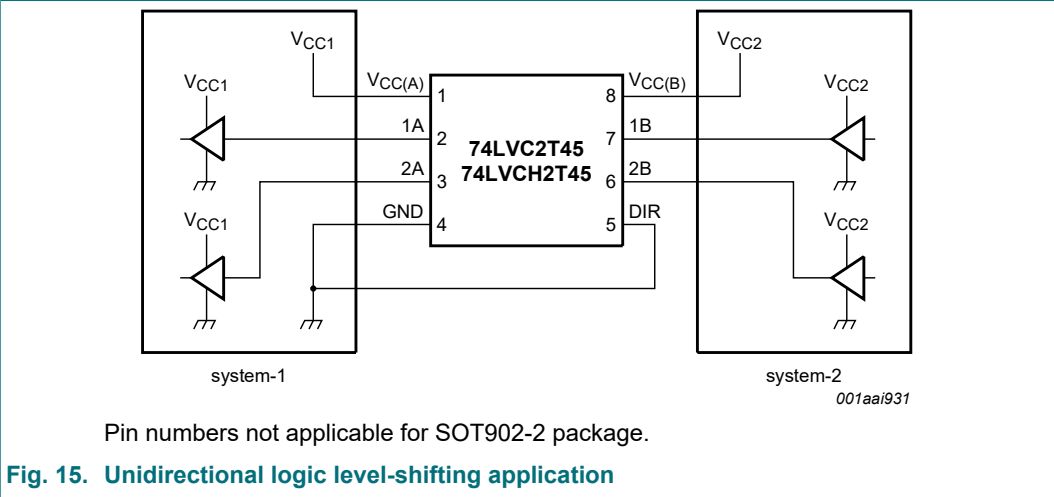 VCC1
VCC2
VCC1
VCC(A)
VCC(B)
VCC2
1
8
1A
1B
2
7
74LVC2T45
74LVCH2T45
2A
2B
3
6
VCC1
GND
DIR
VCC2
4
5
system-1
system-2
001aai931
Pin numbers not applicable for SOT902-2 package.
Fig. 15. Unidirectional logic level-shifting application